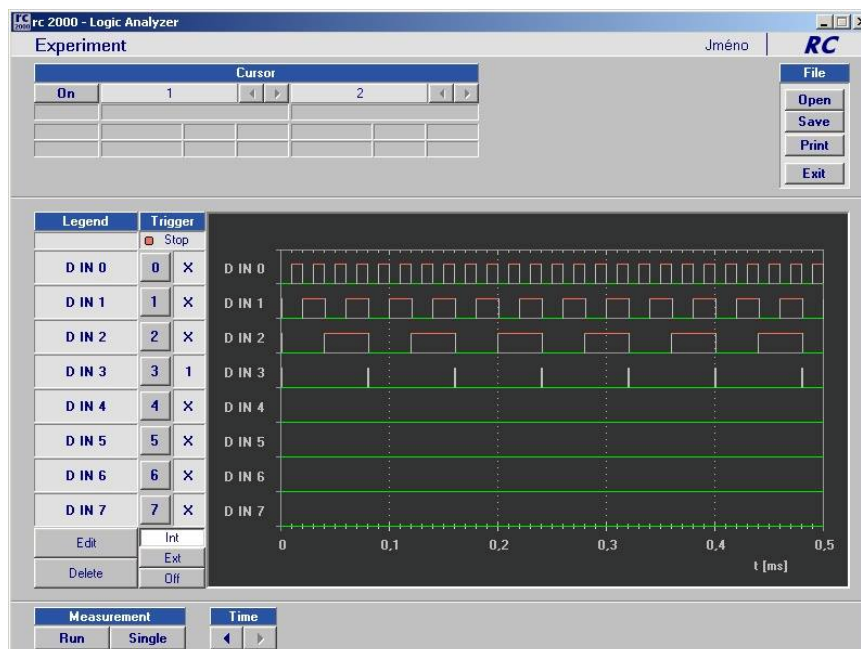 rc 2000 rc 2000 - Logic Analyzer
Experiment Jméno RC
Cursor File
On 1 2 Open
Save
Print
Exit
Legend Trigger
Stop
D IN 0 0 X D IN 0
D IN 1 1 X D IN 1
D IN 2 2 X D IN 2
D IN 3 3 1 D IN 3
D IN 4 4 X D IN 4
D IN 5 5 X D IN 5
D IN 6 6 X D IN 6
D IN 7 7 X D IN 7
Edit Int
0 0,1 0,2 0,3 0,4 0,5
Ext
t [ms]
Delete Off
Measurement Time
Run Single